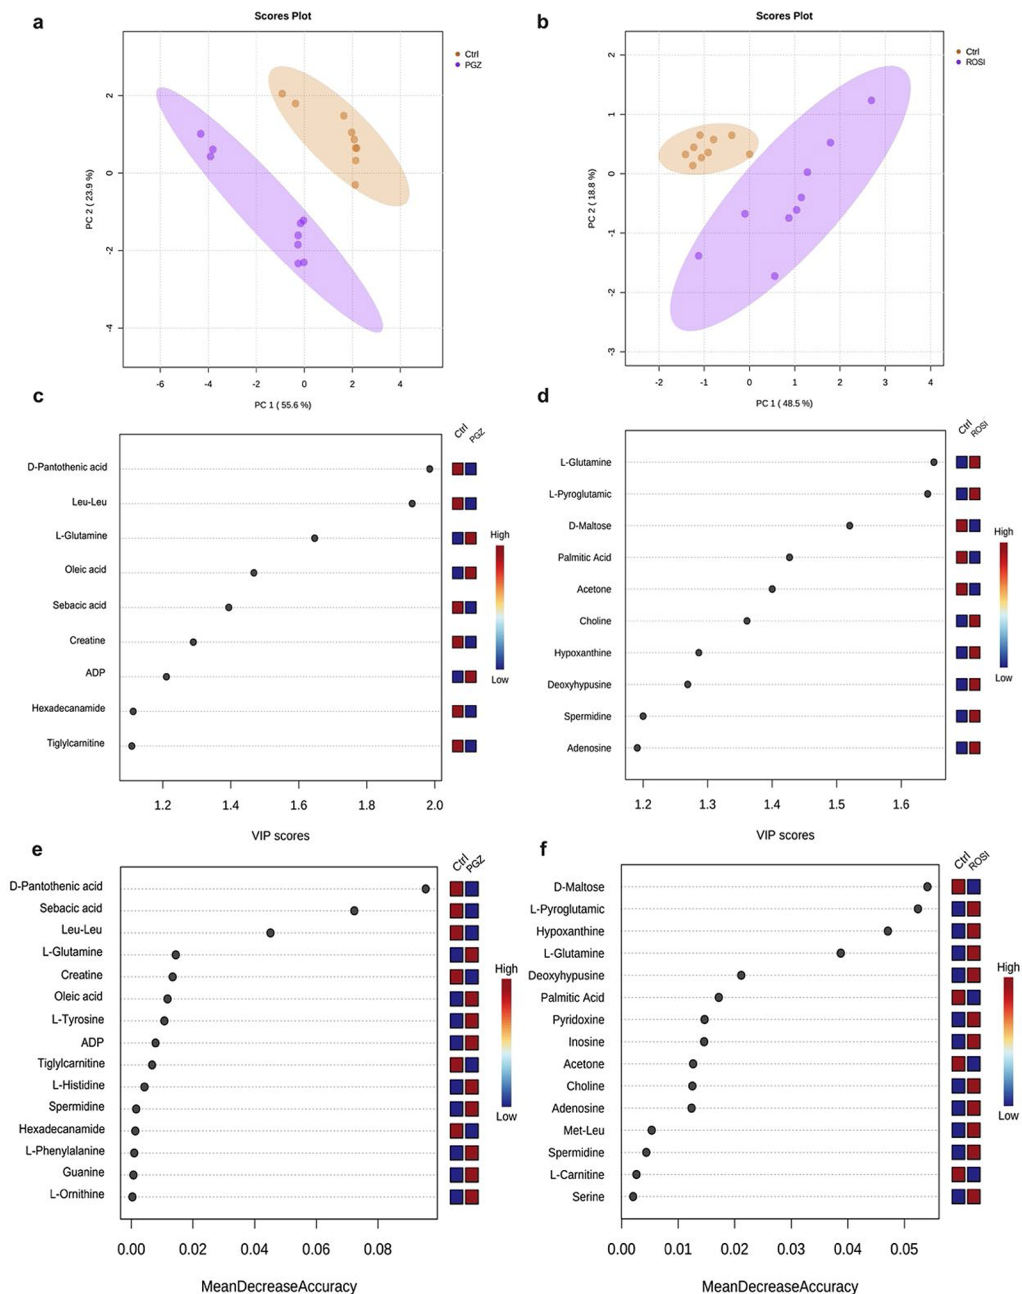 a
Scores Plot
Ctrl
PGZ
PC 2 ( 23.9 %)
2
0
-2
-4
-6
-4
-2
0
2
4
PC 1 ( 55.6 %)
b
Scores Plot
Ctrl
ROSI
PC 2 ( 18.8 %)
2
1
0
-1
-2
-3
-2
-1
0
1
2
3
4
PC 1 ( 48.5 %)
c
Ctrl
PGZ
D-Pantothenic acid
Leu-Leu
L-Glutamine
Oleic acid
Sebacic acid
Creatine
ADP
Hexadecanamide
Tiglylcarnitine
High
Low
1.2
1.4
1.6
1.8
2.0
VIP scores
d
Ctrl
ROSI
L-Glutamine
L-Pyroglutamic
D-Maltose
Palmitic Acid
Acetone
Choline
Hypoxanthine
Deoxyhypusine
Spermidine
Adenosine
High
Low
1.2
1.3
1.4
1.5
1.6
VIP scores
e
Ctrl
PGZ
D-Pantothenic acid
Sebacic acid
Leu-Leu
L-Glutamine
Creatine
Oleic acid
L-Tyrosine
ADP
Tiglylcarnitine
L-Histidine
Spermidine
Hexadecanamide
L-Phenylalanine
Guanine
L-Ornithine
High
Low
0.00
0.02
0.04
0.06
0.08
MeanDecreaseAccuracy
f
Ctrl
ROSI
D-Maltose
L-Pyroglutamic
Hypoxanthine
L-Glutamine
Deoxyhypusine
Palmitic Acid
Pyridoxine
Inosine
Acetone
Choline
Adenosine
Met-Leu
Spermidine
L-Carnitine
Serine
High
Low
0.00
0.01
0.02
0.03
0.04
0.05
MeanDecreaseAccuracy